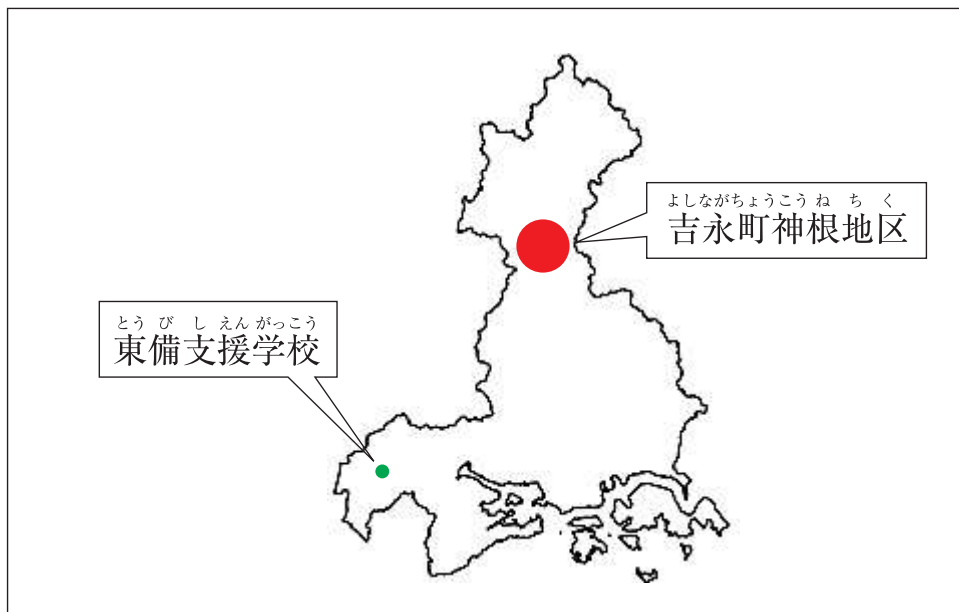 よしながちょうこうねちく
吉永町神根地区
とうびしえんがっこう
東備支援学校